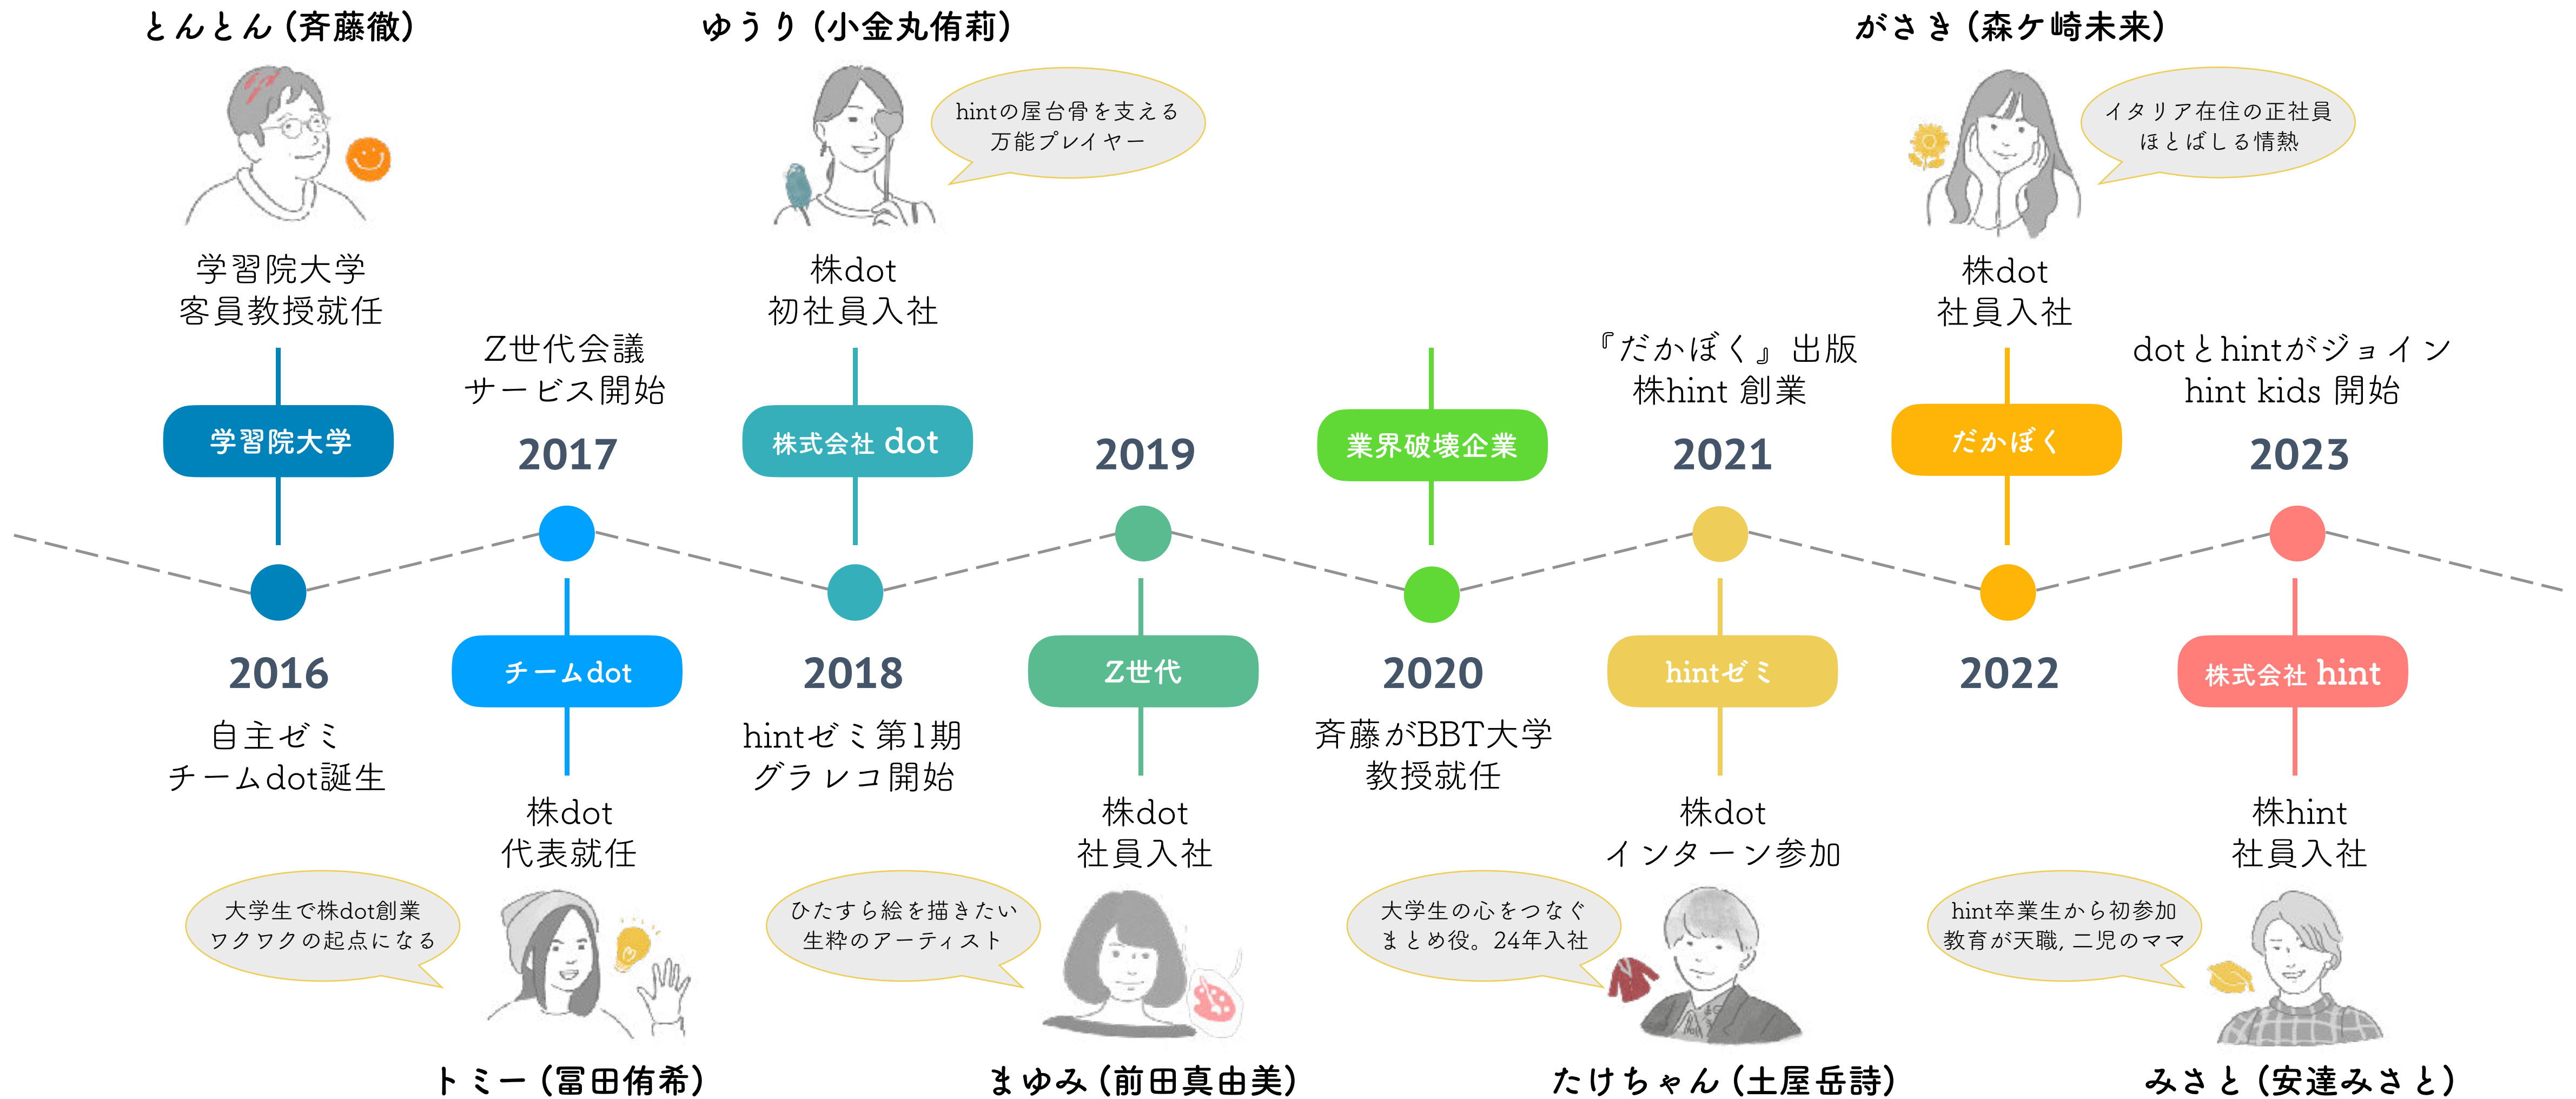 とんとん (斉藤徹)
学習院大学
客員教授就任
学習院大学
2016
自主ゼミ
チームdot誕生
Z世代会議
サービス開始
2017
チームdot
株dot
代表就任
大学生で株dot創業
ワクワクの起点になる
トミー (冨田侑希)
ゆうり (小金丸侑莉)
hintの屋台骨を支える
万能プレイヤー
株dot
初社員入社
株式会社 dot
2018
hintゼミ第1期
グラレコ開始
2019
Z世代
株dot
社員入社
ひたすら絵を描きたい
生粋のアーティスト
まゆみ (前田真由美)
業界破壊企業
2020
斉藤がBBT大学
教授就任
『だかぼく』出版
株hint 創業
2021
hintゼミ
株dot
インターン参加
大学生の心をつなぐ
まとめ役。24年入社
たけちゃん (土屋岳詩)
がさき (森ケ崎未来)
イタリア在住の正社員
ほとばしる情熱
株dot
社員入社
だかぼく
2022
dotとhintがジョイン
hint kids 開始
2023
株式会社 hint
株hint
社員入社
hint卒業生から初参加
教育が天職, 二児のママ
みさと (安達みさと)